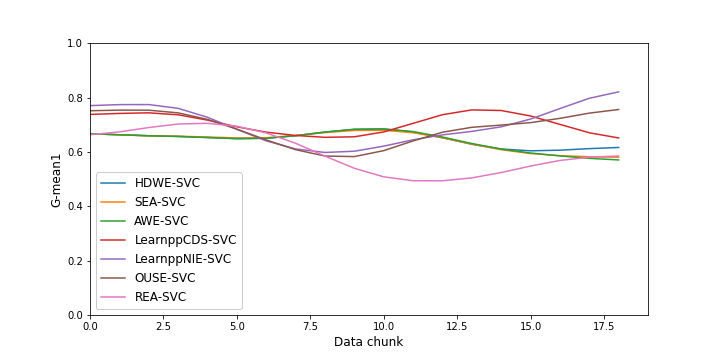 1.0
0.8
0.6
0.4
0.2
0.0
G-mean1
HDWE-SVC
SEA-SVC
AWE-SVC
LearnppCDS-SVC
LearnppNIE-SVC
OUSE-SVC
REA-SVC
0.0 2.5 5.0 7.5 10.0 12.5 15.0 17.5
Data chunk